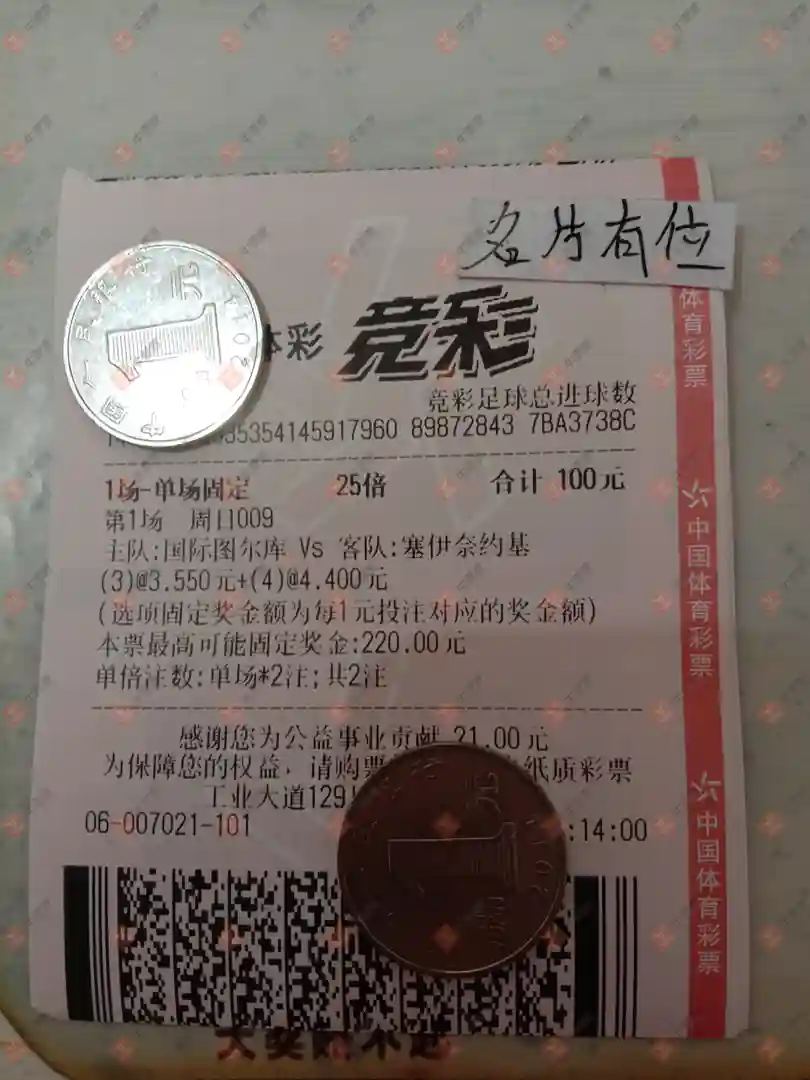 名片有位
体彩 竞彩
竞彩足球总进球数
354145917960 89872843 7BA3738C
1场-单场固定 25倍 合计 100元
第1场 周日009
主队:国际图尔库 Vs 客队:塞伊奈约基
(3)@3.550元+(4)@4.400元
(选项固定奖金额为每1元投注对应的奖金额)
本票最高可能固定奖金:220.00元
单倍注数:单场*2注;共2注
感谢您为公益事业贡献 21.00元
为保障您的权益，请购票 纸质彩票
工业大道129
06-007021-101 :14:00
体育彩票
中国体育彩票
中国体育彩票
1元
1元